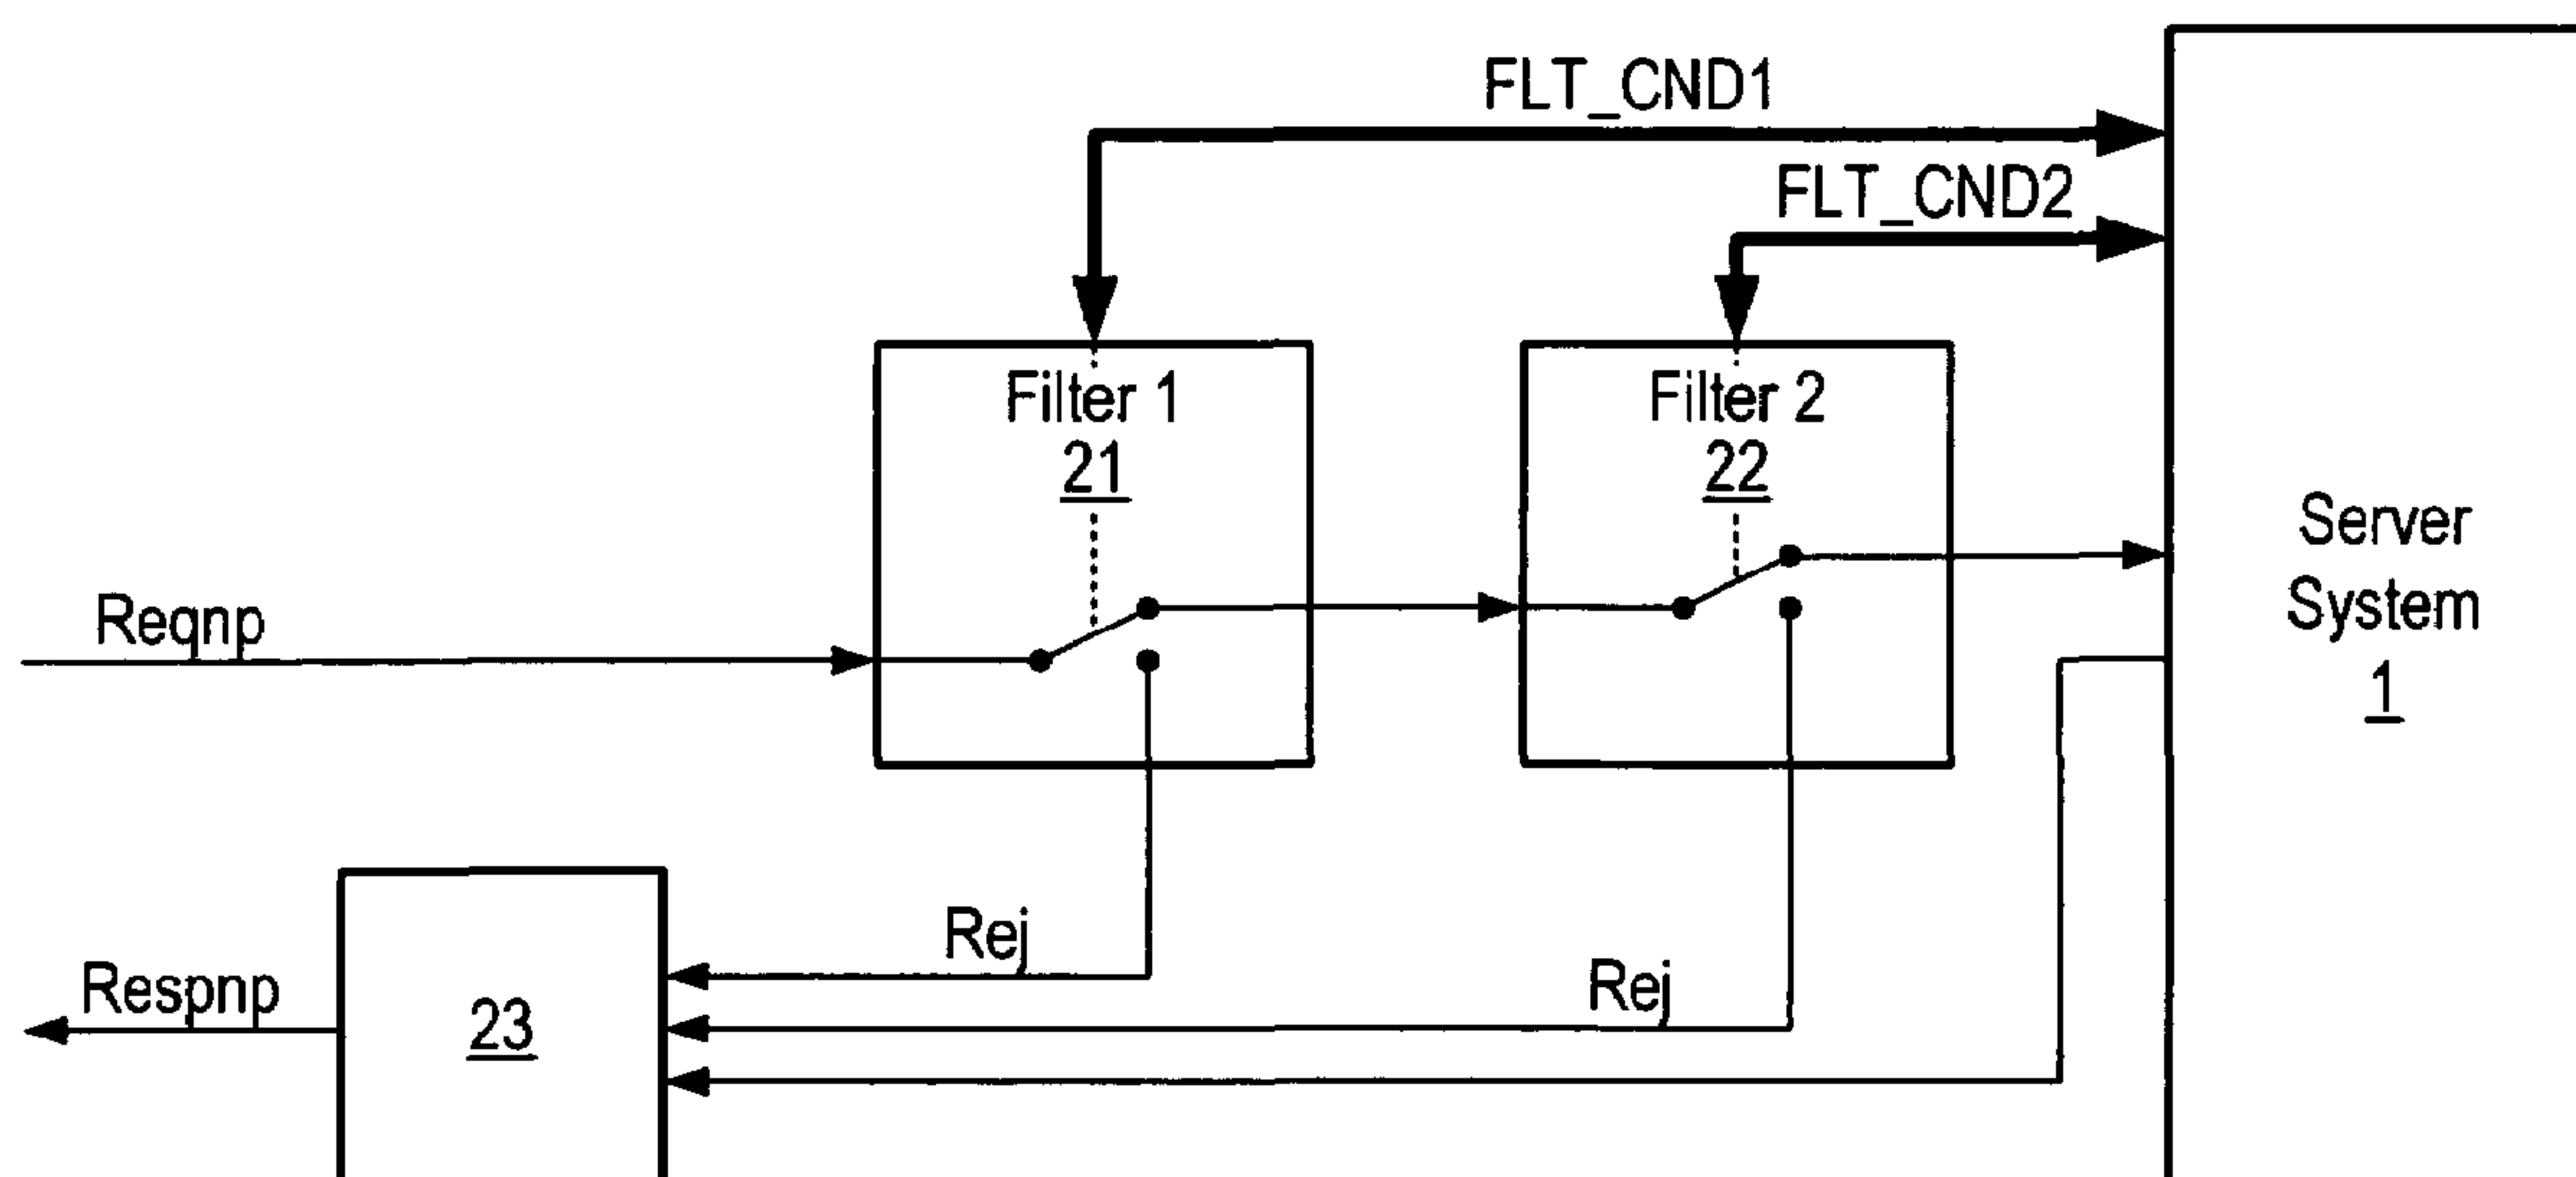 FLT_CND1
FLT_CND2
Filter 1
21
Filter 2
22
Server
System
1
Reqnp
Rej
Rej
Respnp
23